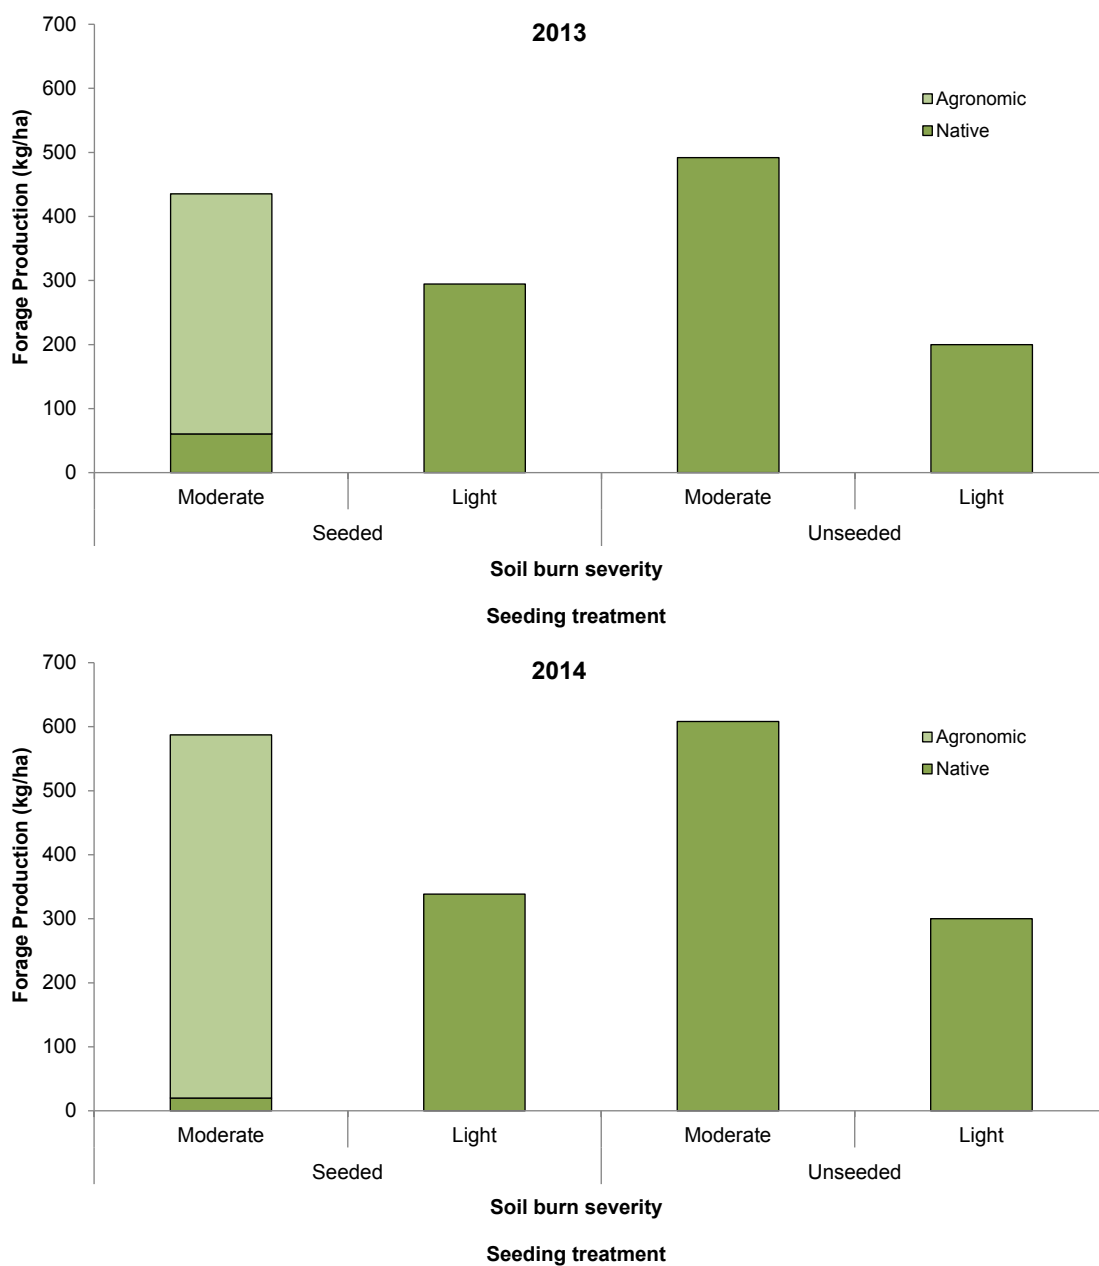 2013
700
600
500
400
300
200
100
0
Forage Production (kg/ha)
Agronomic
Native
Moderate Light Moderate Light
Seeded Unseeded
Soil burn severity
Seeding treatment
2014
700
600
500
400
300
200
100
0
Forage Production (kg/ha)
Agronomic
Native
Moderate Light Moderate Light
Seeded Unseeded
Soil burn severity
Seeding treatment